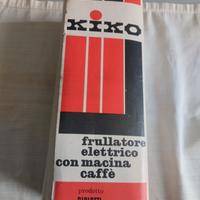 KIKO
frullatore
elettrico
con macina
caffè
prodotto